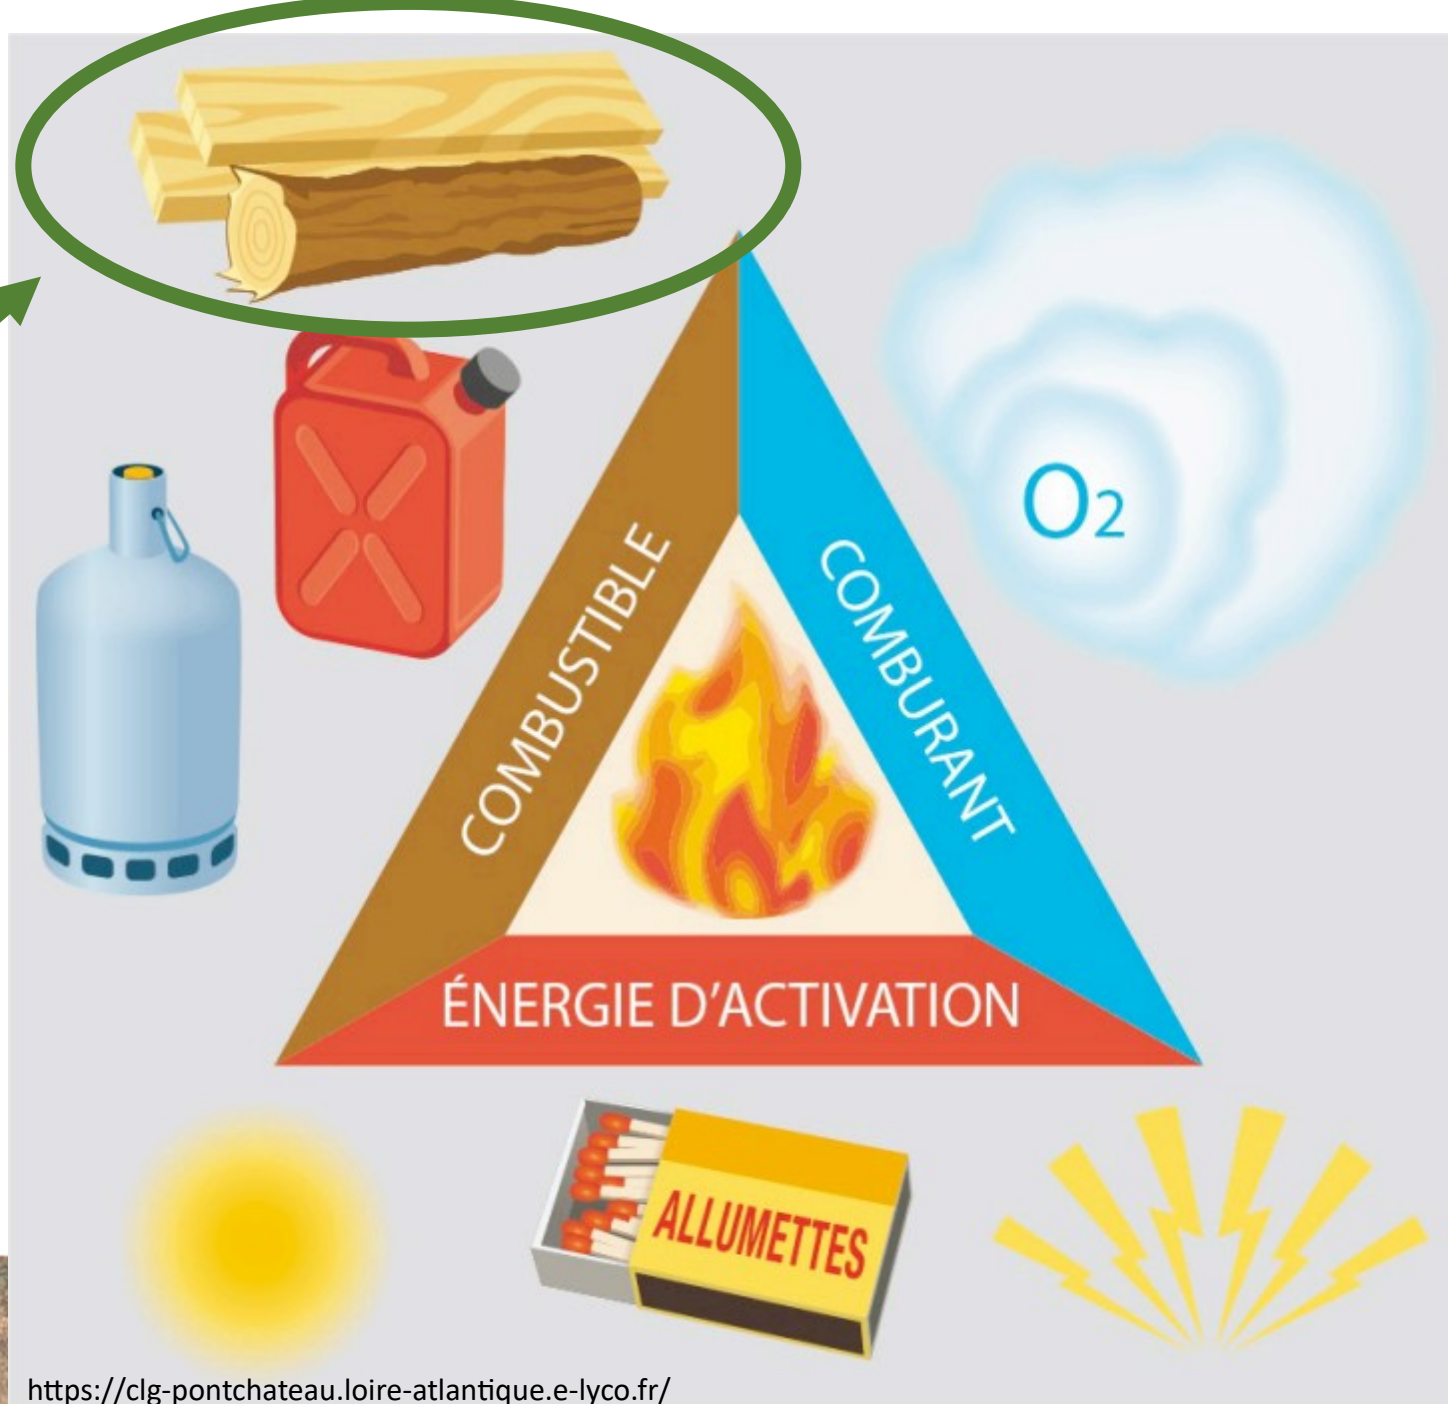 O2
COMBUSTIBLE
COMBURANT
ÉNERGIE D'ACTIVATION
ALLUMETTES
https://clg-pontchateau.loire-atlantique.e-lyco.fr/